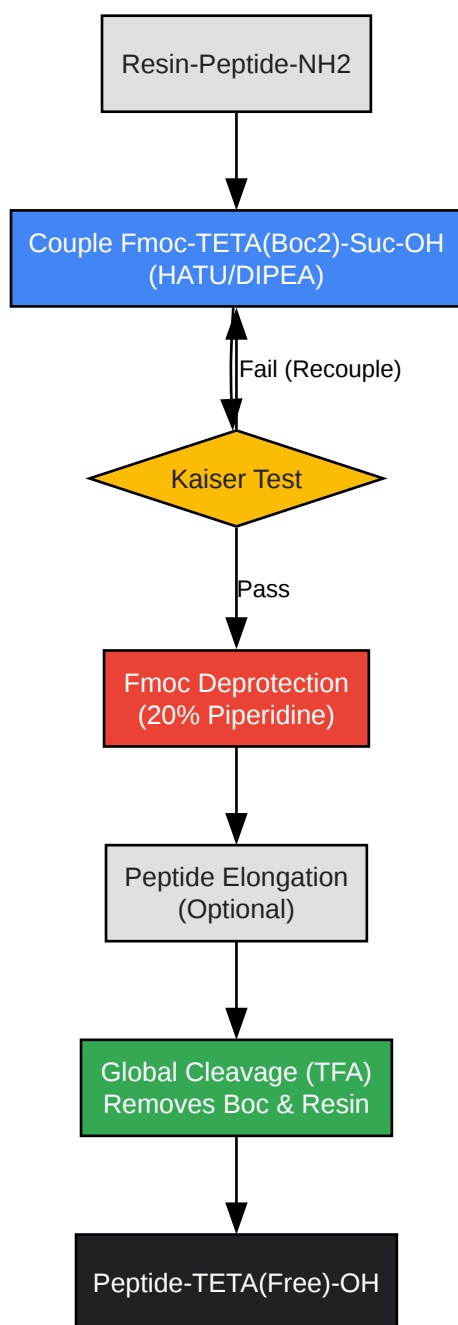 Resin-Peptide-NH2
Couple Fmoc-TETA(Boc2)-Suc-OH
(HATU/DIPEA)
Fail (Recouple)
Kaiser Test
Pass
Fmoc Deprotection
(20% Piperidine)
Peptide Elongation
(Optional)
Global Cleavage (TFA)
Removes Boc & Resin
Peptide-TETA(Free)-OH